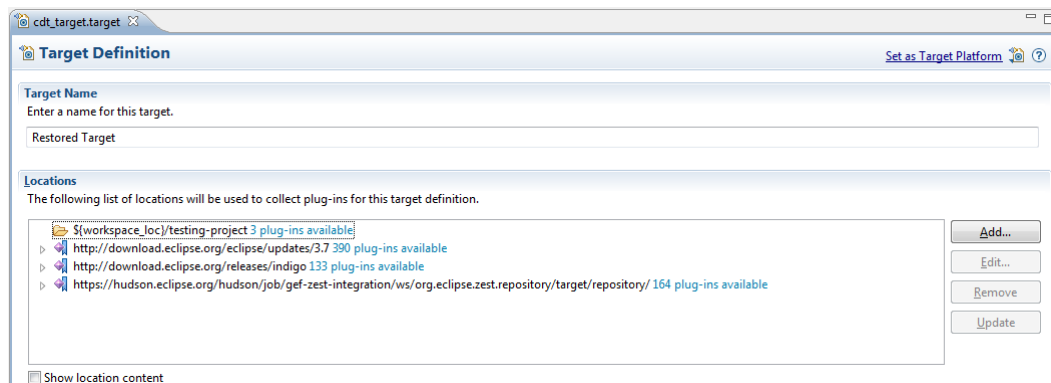 cdt_target.target
Target Definition
Set as Target Platform
Target Name
Enter a name for this target.
Restored Target
Locations
The following list of locations will be used to collect plug-ins for this target definition.
${workspace_loc}/testing-project 3 plug-ins available
Add...
http://download.eclipse.org/eclipse/updates/3.7 390 plug-ins available
http://download.eclipse.org/releases/indigo 133 plug-ins available
Edit...
https://hudson.eclipse.org/hudson/job/gef-zest-integration/ws/org.eclipse.zest.repository/target/repository/ 164 plug-ins available
Remove
Update
Show location content